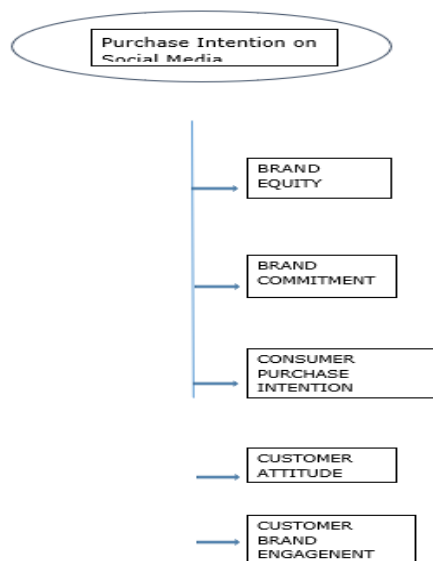 Purchase Intention on
Social Media
BRAND
EQUITY
BRAND
COMMITMENT
CONSUMER
PURCHASE
INTENTION
CUSTOMER
ATTITUDE
CUSTOMER
BRAND
ENGAGENENT